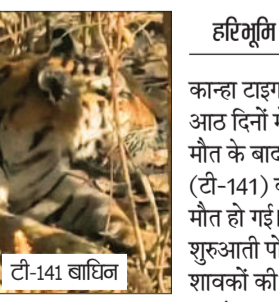 हरिभूमि
कान्हा टाइग
आठ दिनों में
मौत के बाद
(टी-141)
मौत हो गई।
शुरुआती पो
शावकों की
टी-141 बाघिन